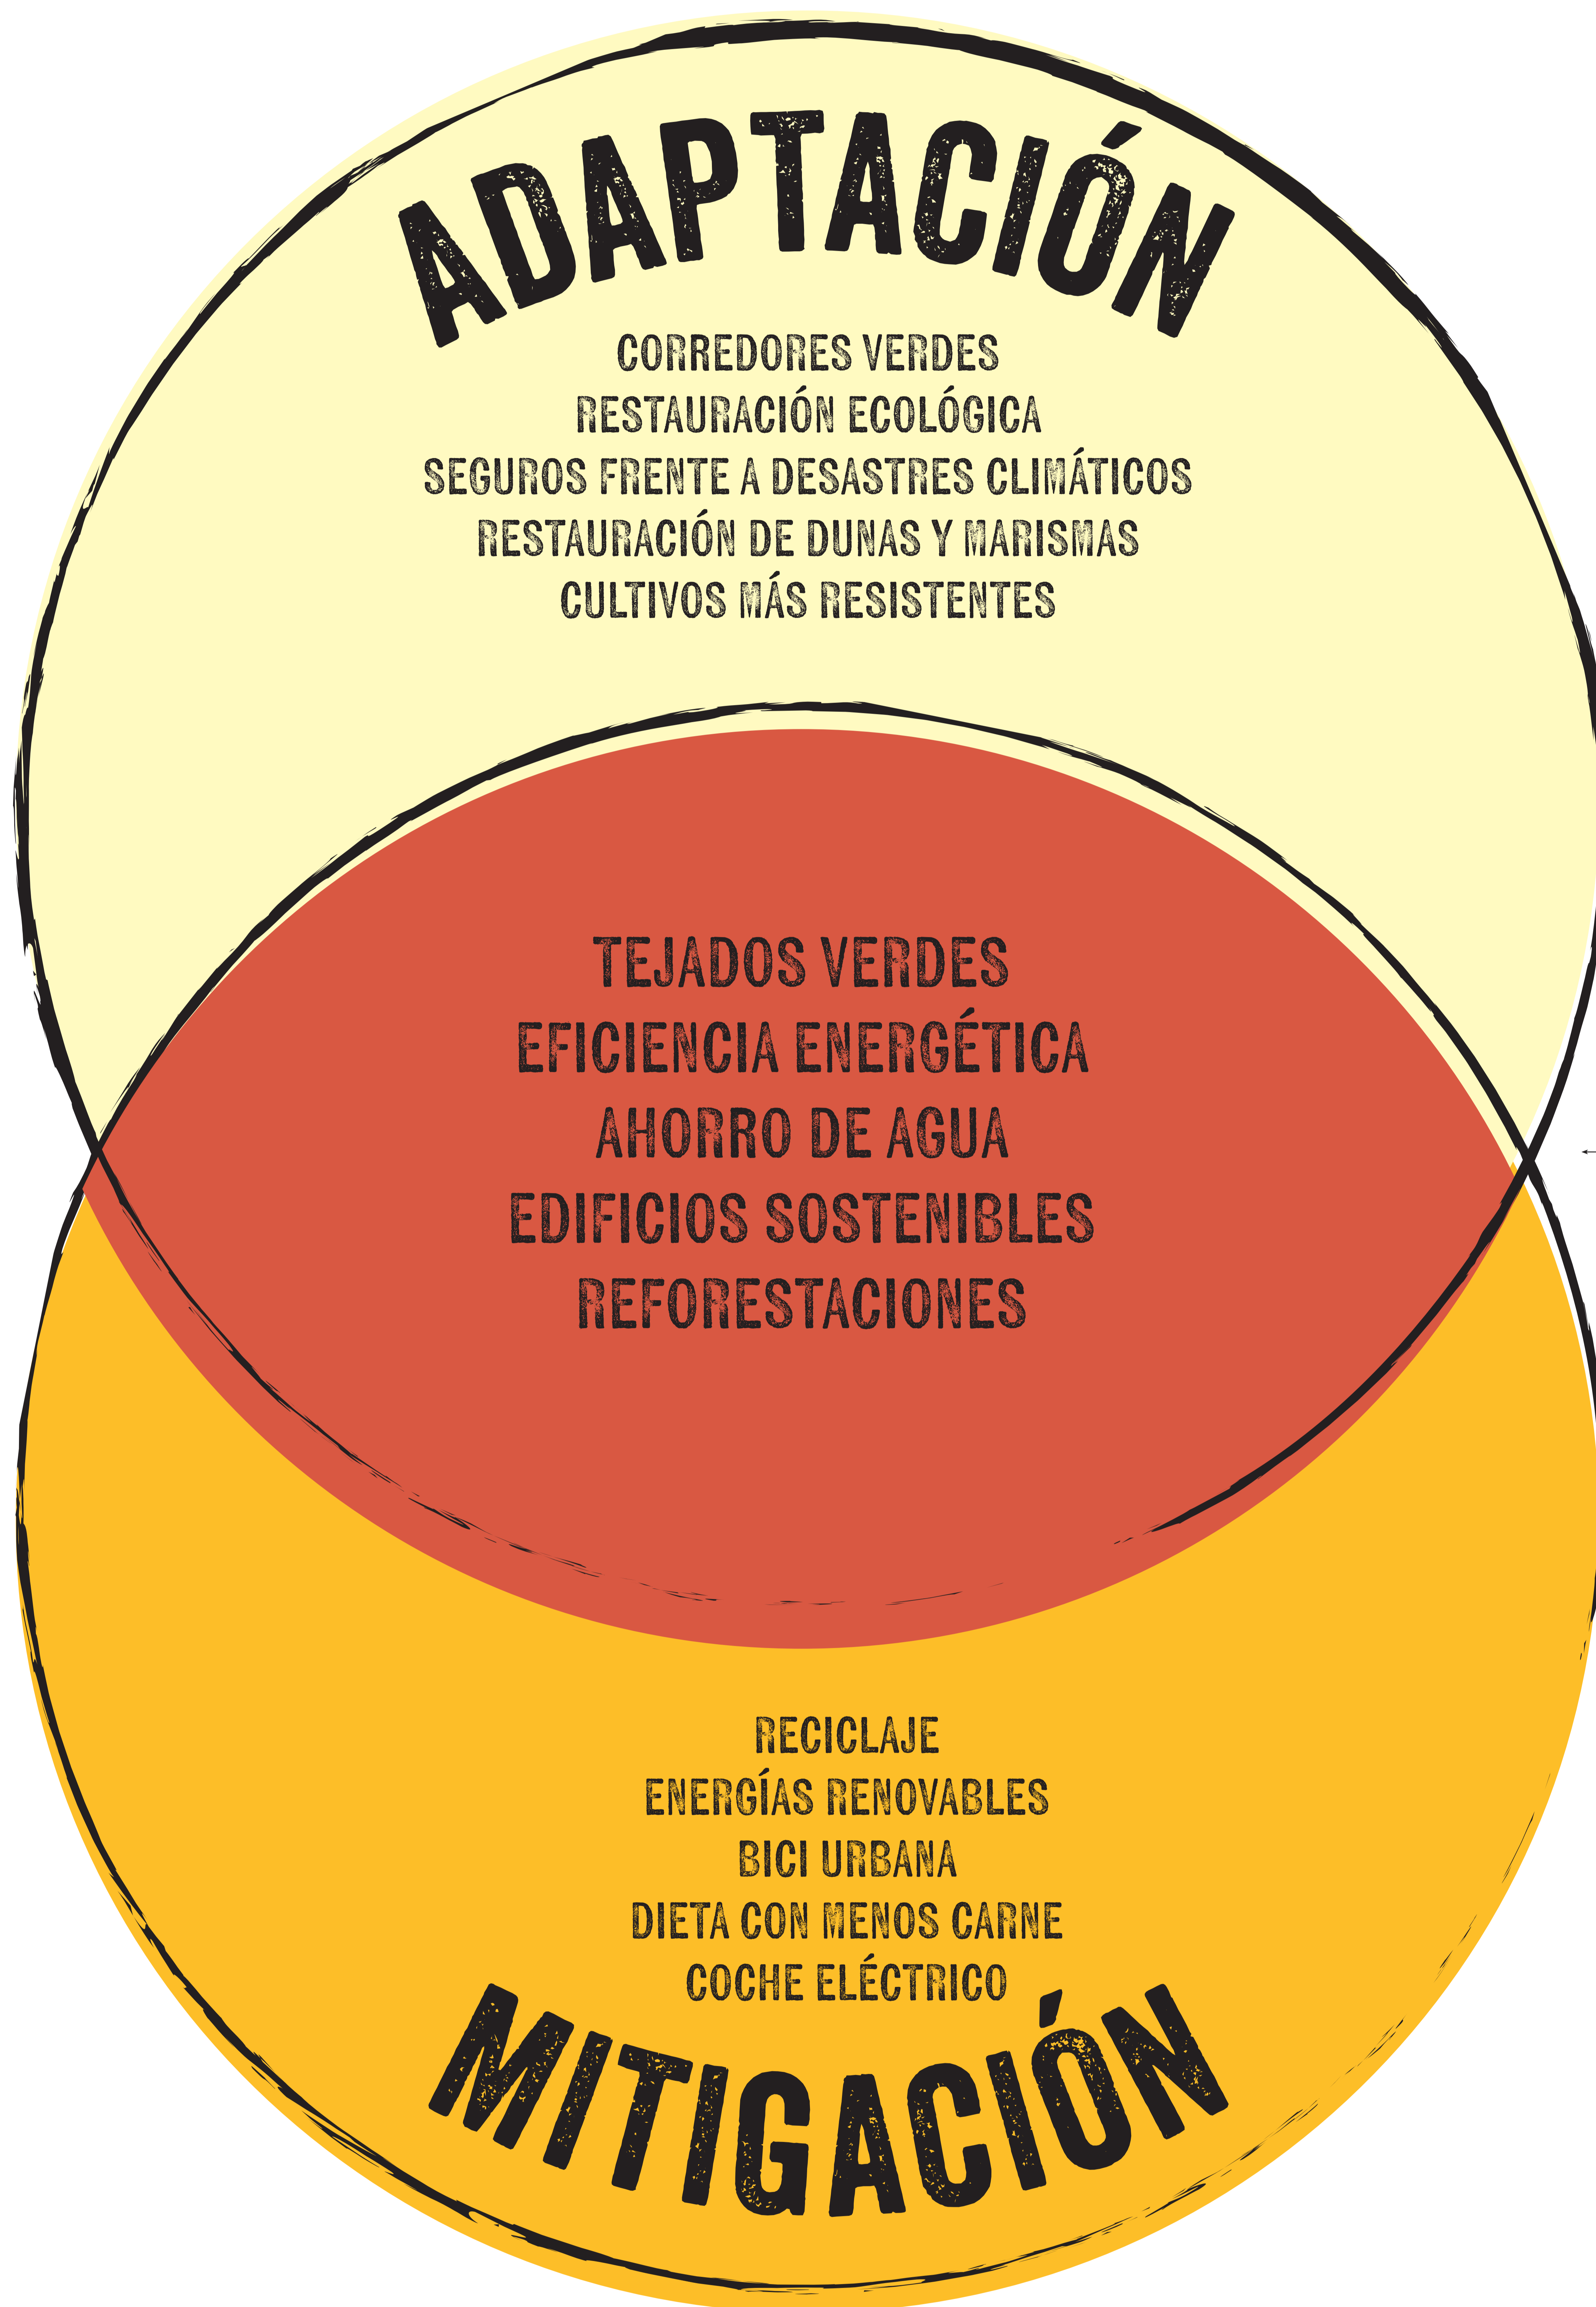 ADAPTACIÓN
CORREDORES VERDES
RESTAURACIÓN ECOLÓGICA
SEGUROS FRENTE A DESASTRES CLIMÁTICOS
RESTAURACIÓN DE DUNAS Y MARISMAS
CULTIVOS MÁS RESISTENTES
TEJADOS VERDES
EFICIENCIA ENERGÉTICA
AHORRO DE AGUA
EDIFICIOS SOSTENIBLES
REFORESTACIONES
RECICLAJE
ENERGÍAS RENOVABLES
BICI URBANA
DIETA CON MENOS CARNE
COCHE ELÉCTRICO
MITIGACIÓN